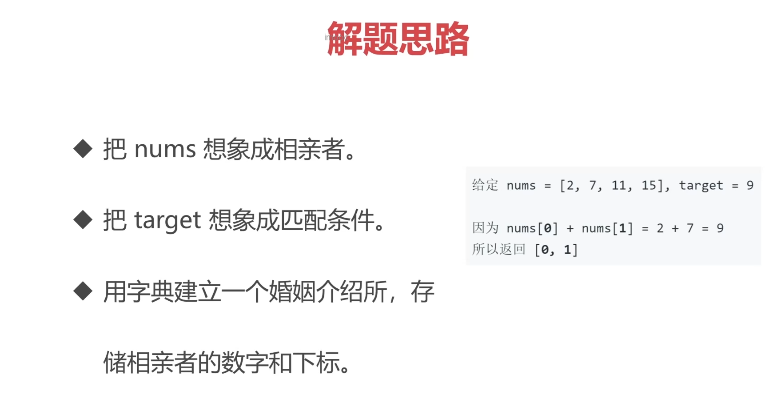 解题思路
◆ 把 nums 想象成相亲者。
◆ 把 target 想象成匹配条件。
◆ 用字典建立一个婚姻介绍所，存
储相亲者的数字和下标。
给定 nums = [2, 7, 11, 15], target = 9
因为 nums[0] + nums[1] = 2 + 7 = 9
所以返回 [0, 1]